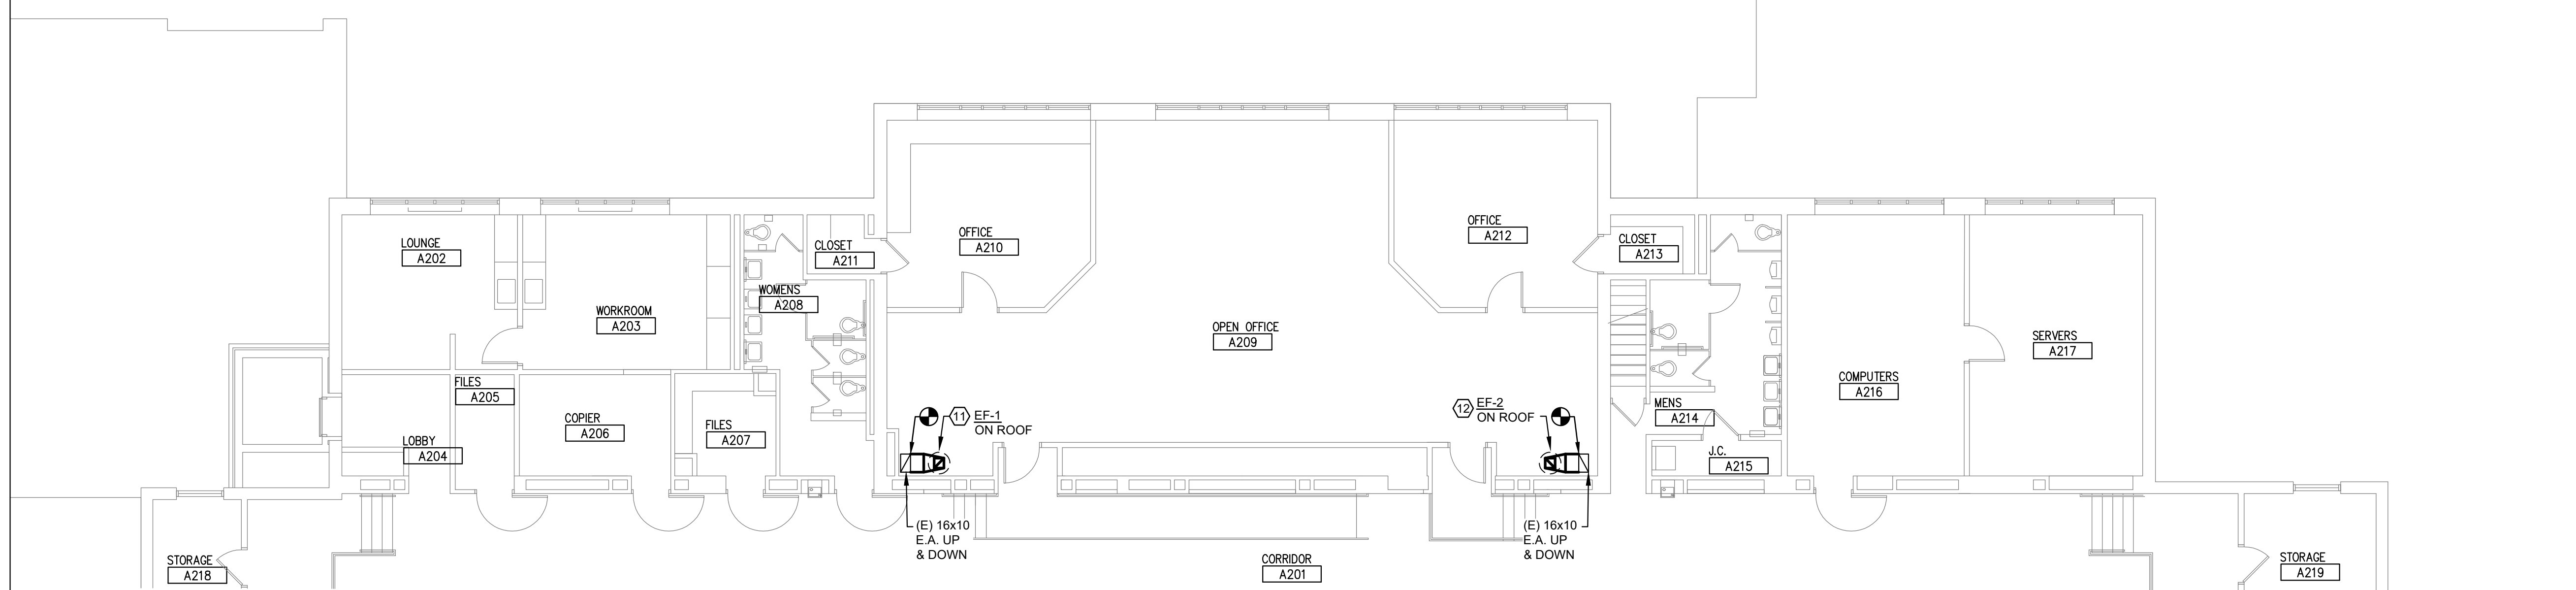 LOUNGE
A202
WORKROOM
A203
WOMENS
A208
CLOSET
A211
OFFICE
A210
OPEN OFFICE
A209
OFFICE
A212
CLOSET
A213
MENS
A214
J.C.
A215
COMPUTERS
A216
SERVERS
A217
LOBBY
A204
FILES
A205
COPIER
A206
FILES
A207
11
EF-1
ON ROOF
12
EF-2
ON ROOF
(E) 16x10
E.A. UP
& DOWN
(E) 16x10
E.A. UP
& DOWN
STORAGE
A218
CORRIDOR
A201
STORAGE
A219